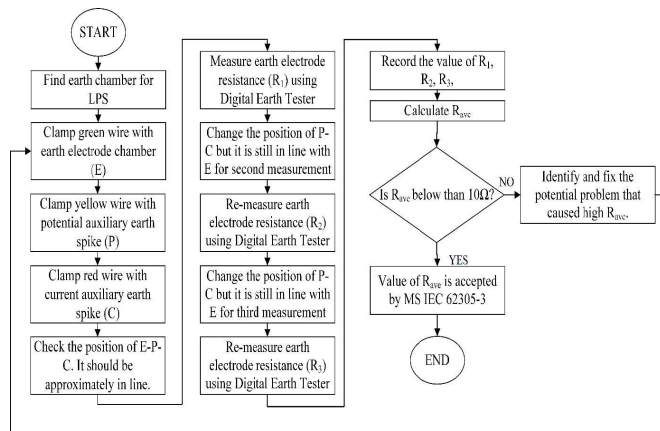 START
Find earth chamber for
LPS
Clamp green wire with
earth electrode chamber
(E)
Clamp yellow wire with
potential auxiliary earth
spike (P)
Clamp red wire with
current auxiliary earth
spike (C)
Check the position of E-P-
C. It should be
approximately in line.
Measure earth electrode
resistance (R₁) using
Digital Earth Tester
Change the position of P-
C but it is still in line with
E for second measurement
Re-measure earth
electrode resistance (R₂)
using Digital Earth Tester
Change the position of P-
C but it is still in line with
E for third measurement
Re-measure earth
electrode resistance (R₃)
using Digital Earth Tester
Record the value of R₁,
R₂, R₃,
Calculate Rave
Is Rave below than 10Ω?
NO
Identify and fix the
potential problem that
caused high Rave.
YES
Value of Rave is accepted
by MS IEC 62305-3
END